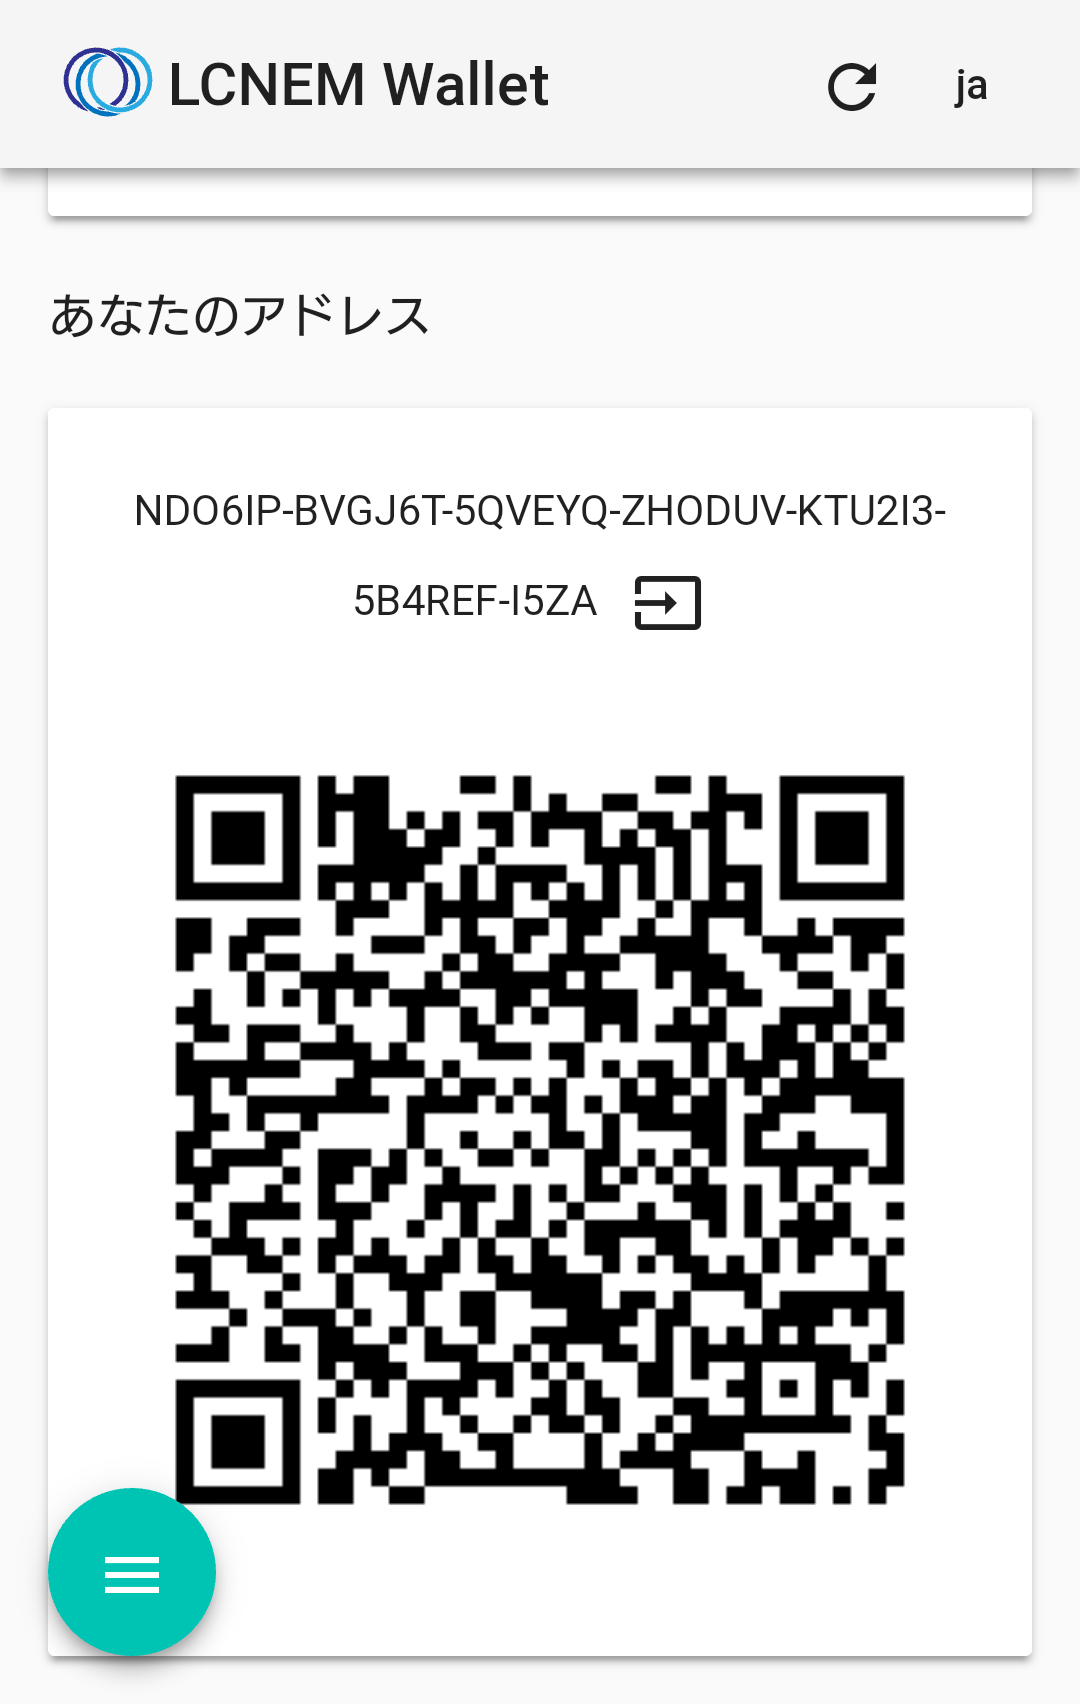 LCNEM Wallet
ja
あなたのアドレス
NDO6IP-BVGJ6T-5QVEYQ-ZHODUV-KTU2I3-
5B4REF-I5ZA